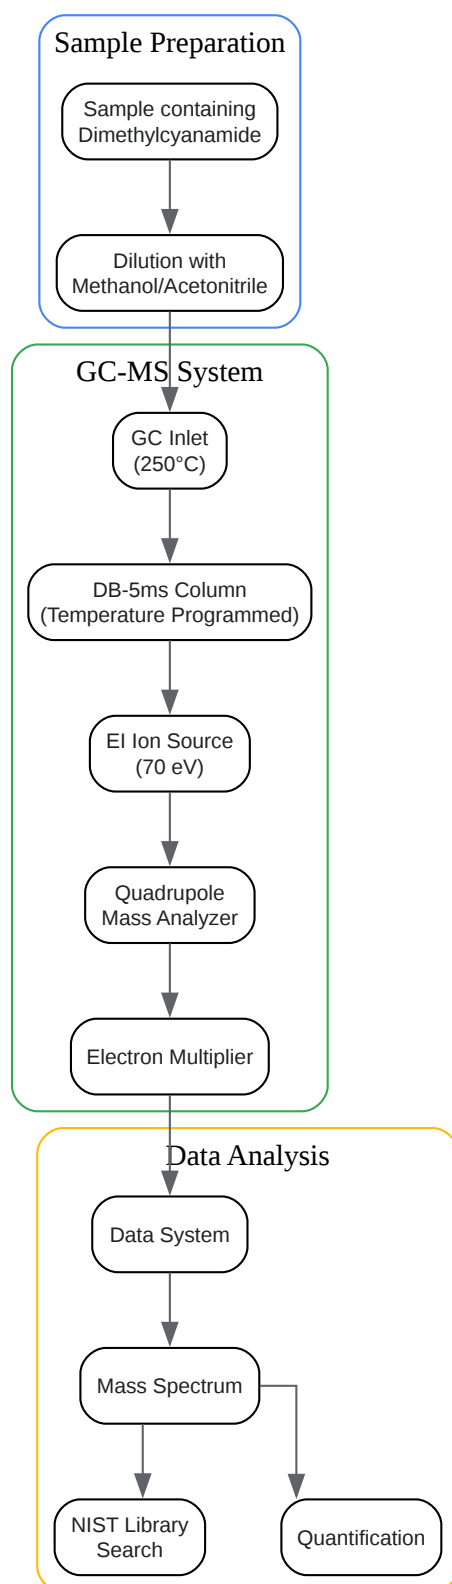 Sample Preparation
Sample containing
Dimethylcyanamide
Dilution with
Methanol/Acetonitrile
GC-MS System
GC Inlet
(250°C)
DB-5ms Column
(Temperature Programmed)
EI Ion Source
(70 eV)
Quadrupole
Mass Analyzer
Electron Multiplier
Data Analysis
Data System
Mass Spectrum
NIST Library
Search
Quantification